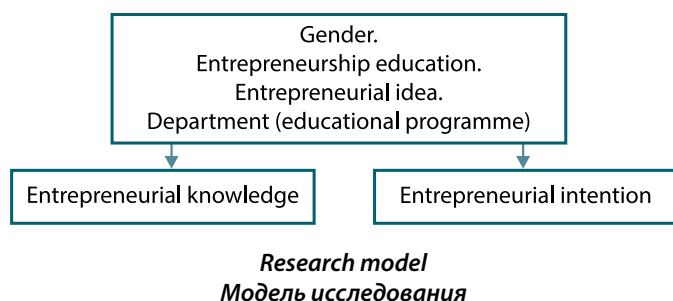 Gender.
Entrepreneurship education.
Entrepreneurial idea.
Department (educational programme)
Entrepreneurial knowledge
Entrepreneurial intention
Research model
Модель исследования